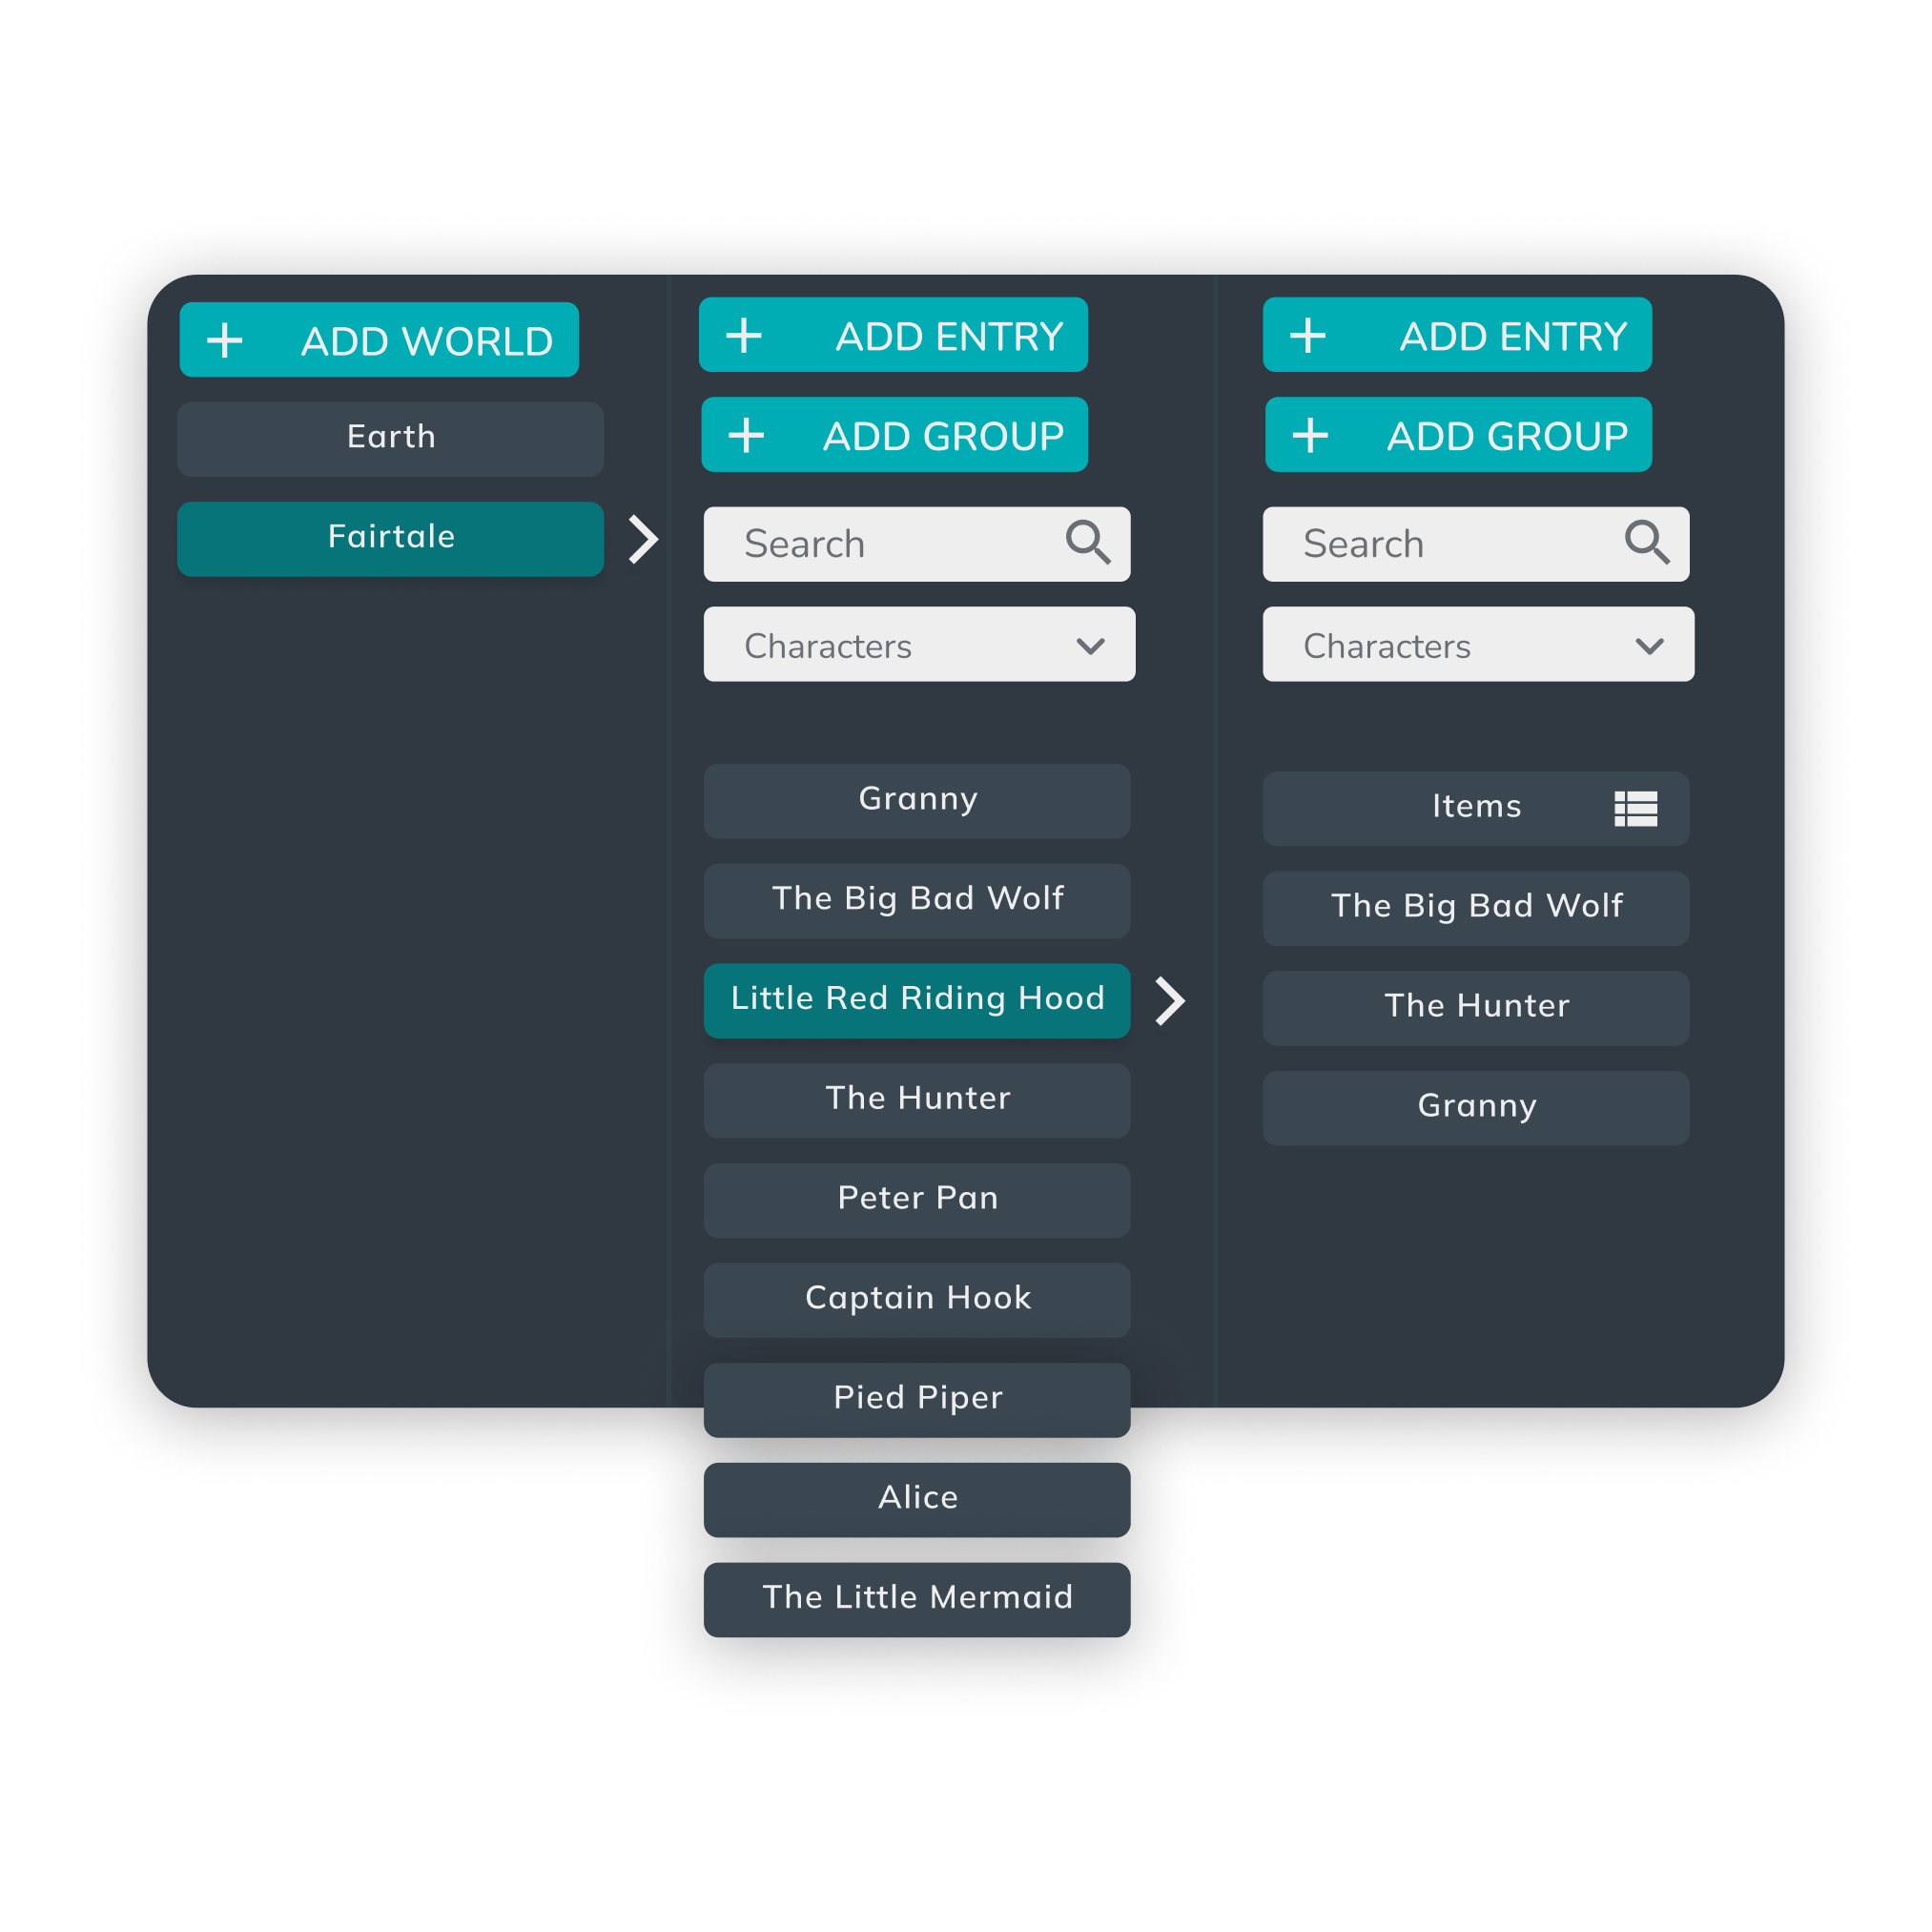 ADD WORLD
Earth
Fairtale
ADD ENTRY
ADD GROUP
Search
Characters
Granny
The Big Bad Wolf
Little Red Riding Hood
The Hunter
Peter Pan
Captain Hook
Pied Piper
Alice
The Little Mermaid
ADD ENTRY
ADD GROUP
Search
Characters
Items
The Big Bad Wolf
The Hunter
Granny